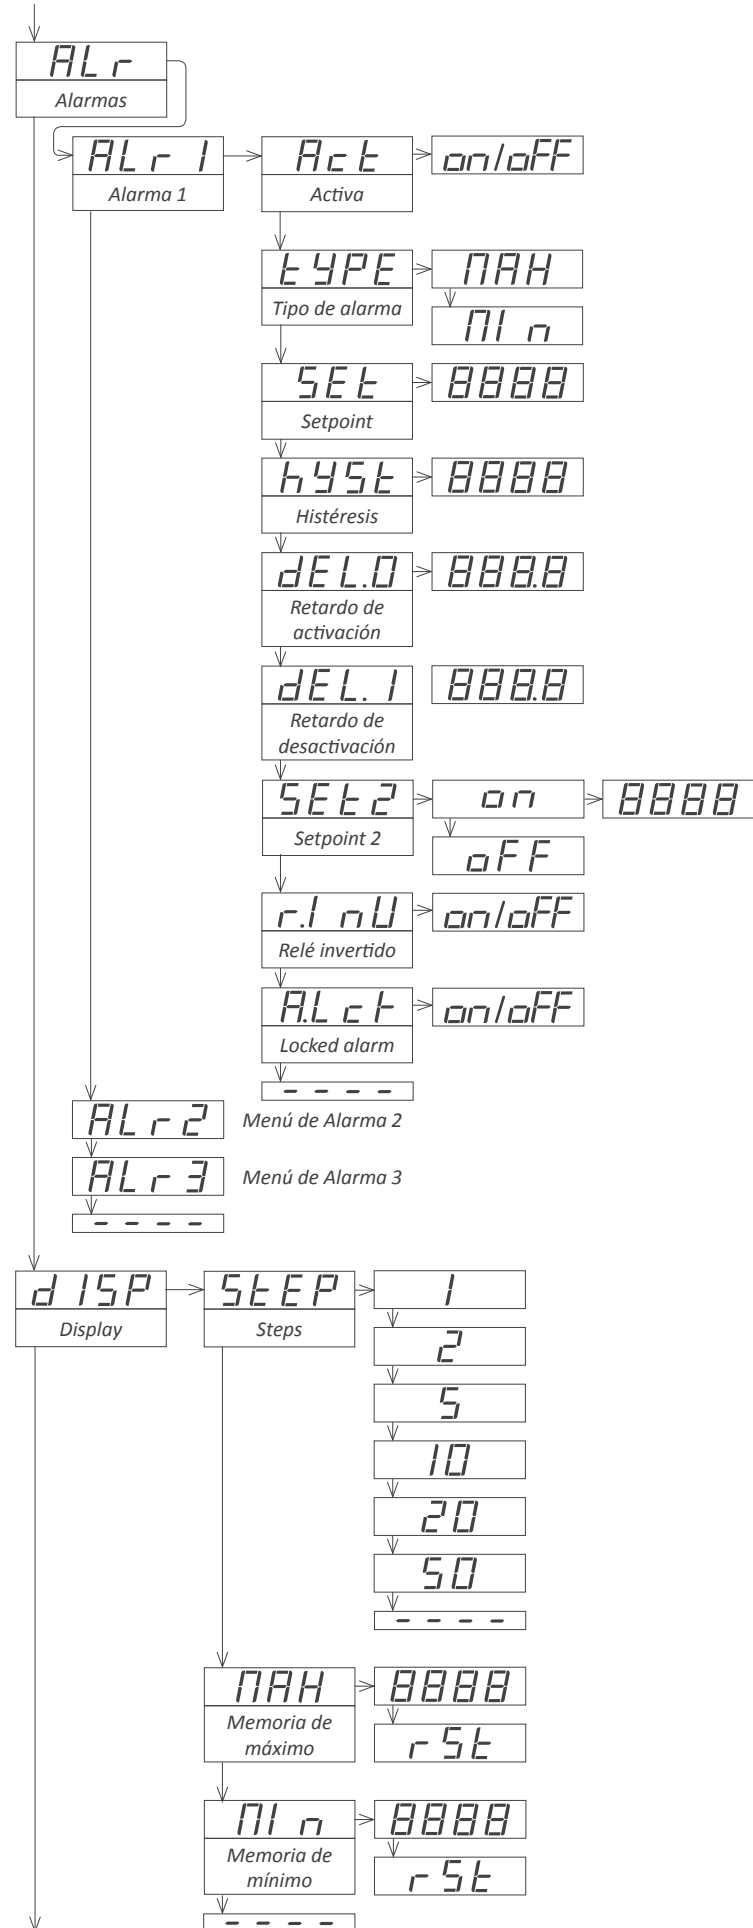 ALr
Alarmas
ALr1 Act on/oFF
Alarma 1 Activa
tYPE MAH
Tipo de alarma MIn
SEt 8888
Setpoint
hYSt 8888
Histéresis
dEL.0 888.8
Retardo de
activación
dEL.1 888.8
Retardo de
desactivación
SEt2 on 8888
Setpoint 2 oFF
r.InU on/oFF
Relé invertido
A.Lct on/oFF
Locked alarm
----
ALr2 Menú de Alarma 2
ALr3 Menú de Alarma 3
----
dISP StEP 1
Display Steps
2
5
10
20
50
----
MAH 8888
Memoria de
máximo rSt
MIn 8888
Memoria de
mínimo rSt
----